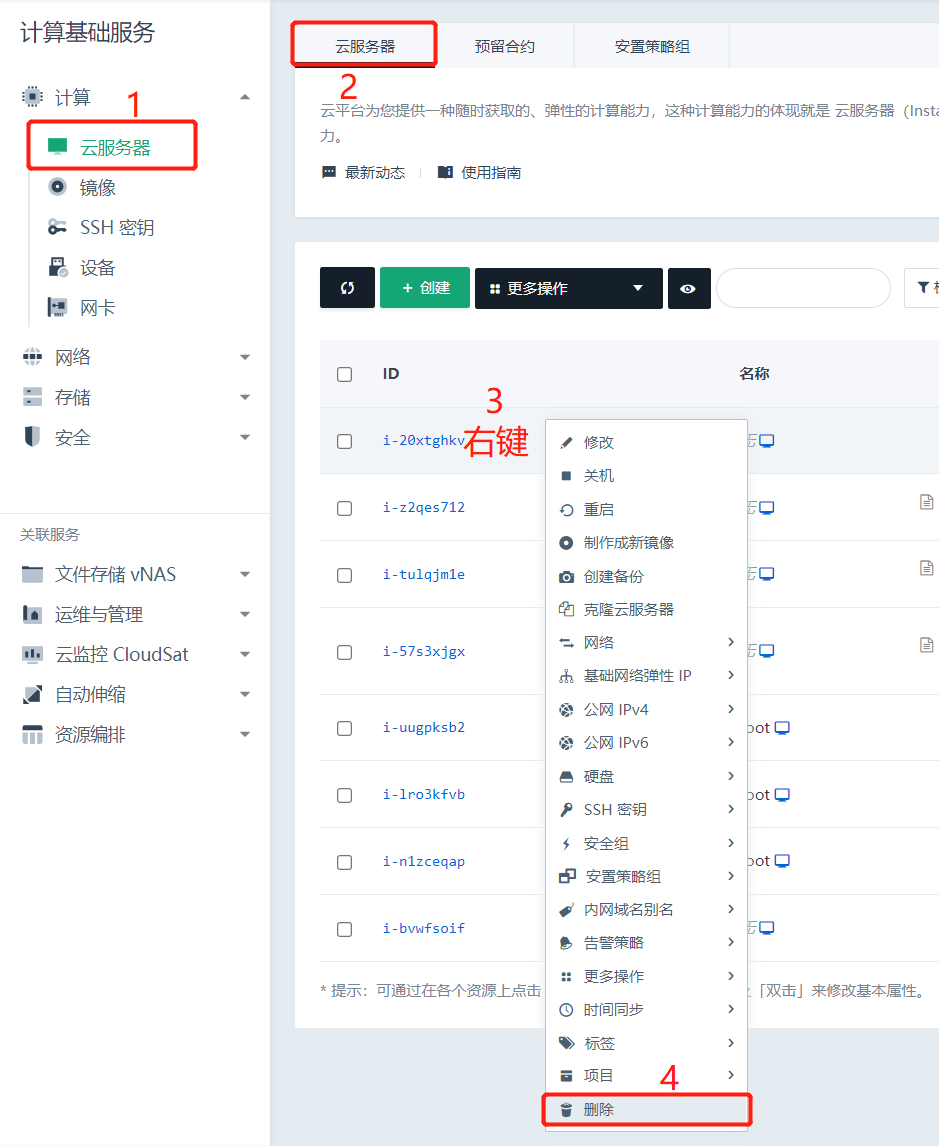 计算基础服务
计算
1
云服务器
镜像
SSH 密钥
设备
网卡
网络
存储
安全
关联服务
文件存储 vNAS
运维与管理
云监控 CloudSat
自动伸缩
资源编排
云服务器
预留合约
安置策略组
2
云平台为您提供一种随时获取的、弹性的计算能力，这种计算能力的体现就是 云服务器（Insta
力。
最新动态
使用指南
+ 创建
更多操作
ID
名称
3
右键
i-20xtghkv
i-z2qes712
i-tulqjm1e
i-57s3xjgx
i-uugpksb2
oot
i-lro3kfvb
oot
i-n1zceqap
oot
i-bvwfsoif
* 提示：可通过在各个资源上点击
「双击」来修改基本属性。
修改
关机
重启
制作成新镜像
创建备份
克隆云服务器
网络
基础网络弹性 IP
公网 IPv4
公网 IPv6
硬盘
SSH 密钥
安全组
安置策略组
内网域名别名
告警策略
更多操作
时间同步
标签
项目
4
删除